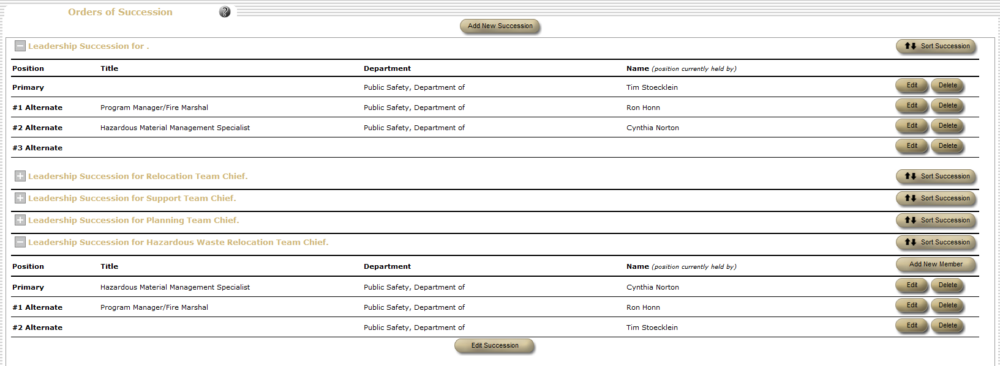 Orders of Succession ?
Add New Succession
Leadership Succession for . Sort Succession
Position Title Department Name (position currently held by)
Primary Public Safety, Department of Tim Stoecklein Edit Delete
#1 Alternate Program Manager/Fire Marshal Public Safety, Department of Ron Honn Edit Delete
#2 Alternate Hazardous Material Management Specialist Public Safety, Department of Cynthia Norton Edit Delete
#3 Alternate Edit Delete
Leadership Succession for Relocation Team Chief. Sort Succession
Leadership Succession for Support Team Chief. Sort Succession
Leadership Succession for Planning Team Chief. Sort Succession
Leadership Succession for Hazardous Waste Relocation Team Chief. Sort Succession
Position Title Department Name (position currently held by) Add New Member
Primary Hazardous Material Management Specialist Public Safety, Department of Cynthia Norton Edit Delete
#1 Alternate Program Manager/Fire Marshal Public Safety, Department of Ron Honn Edit Delete
#2 Alternate Public Safety, Department of Tim Stoecklein Edit Delete
Edit Succession